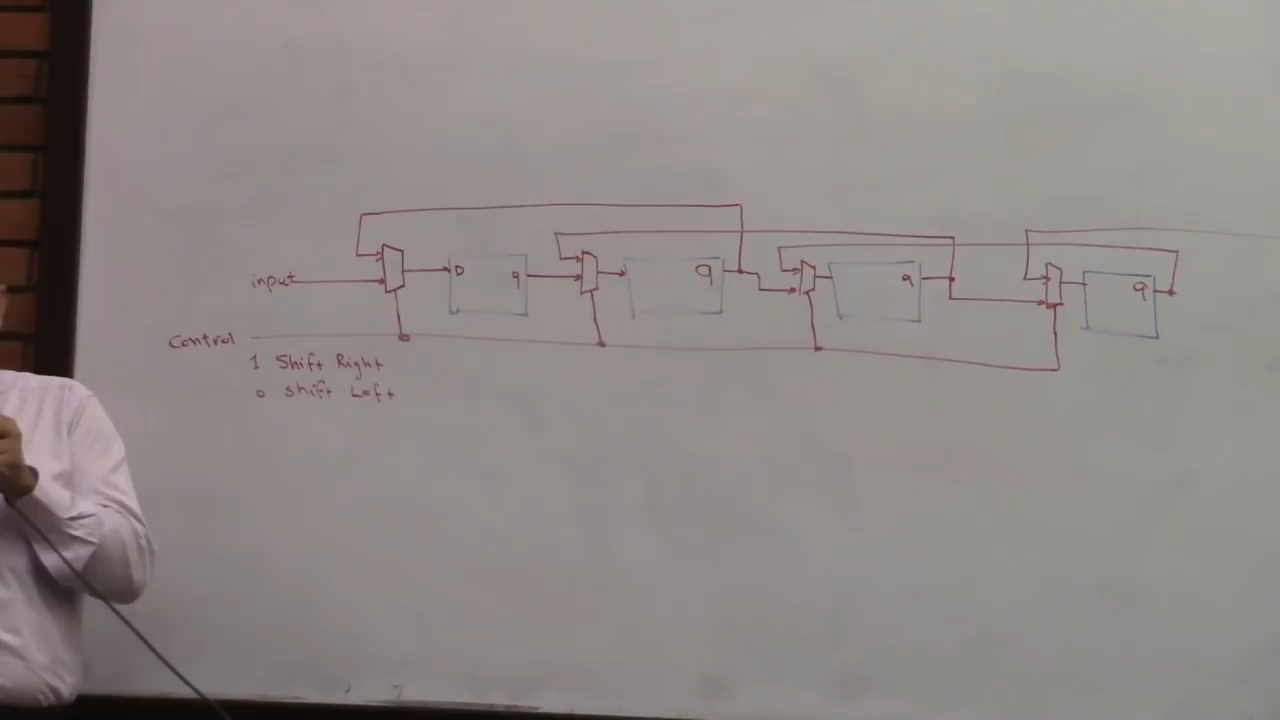 input
D q
q
q
q
Control
1 Shift Right
0 Shift Left